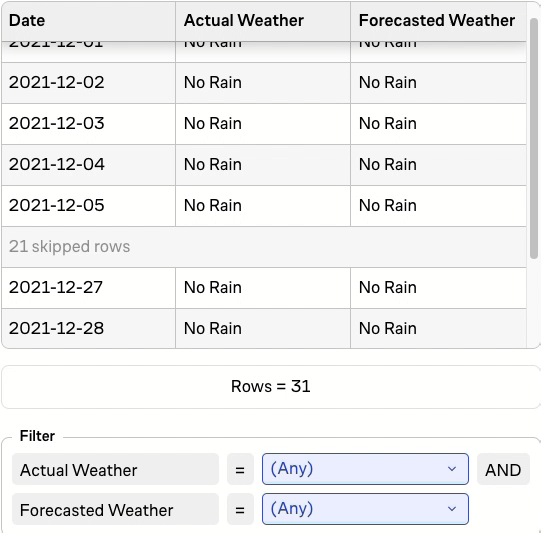 Date Actual Weather Forecasted Weather
2021-12-01 No Rain No Rain
2021-12-02 No Rain No Rain
2021-12-03 No Rain No Rain
2021-12-04 No Rain No Rain
2021-12-05 No Rain No Rain
21 skipped rows
2021-12-27 No Rain No Rain
2021-12-28 No Rain No Rain
Rows = 31
Filter
Actual Weather = (Any) AND
Forecasted Weather = (Any)